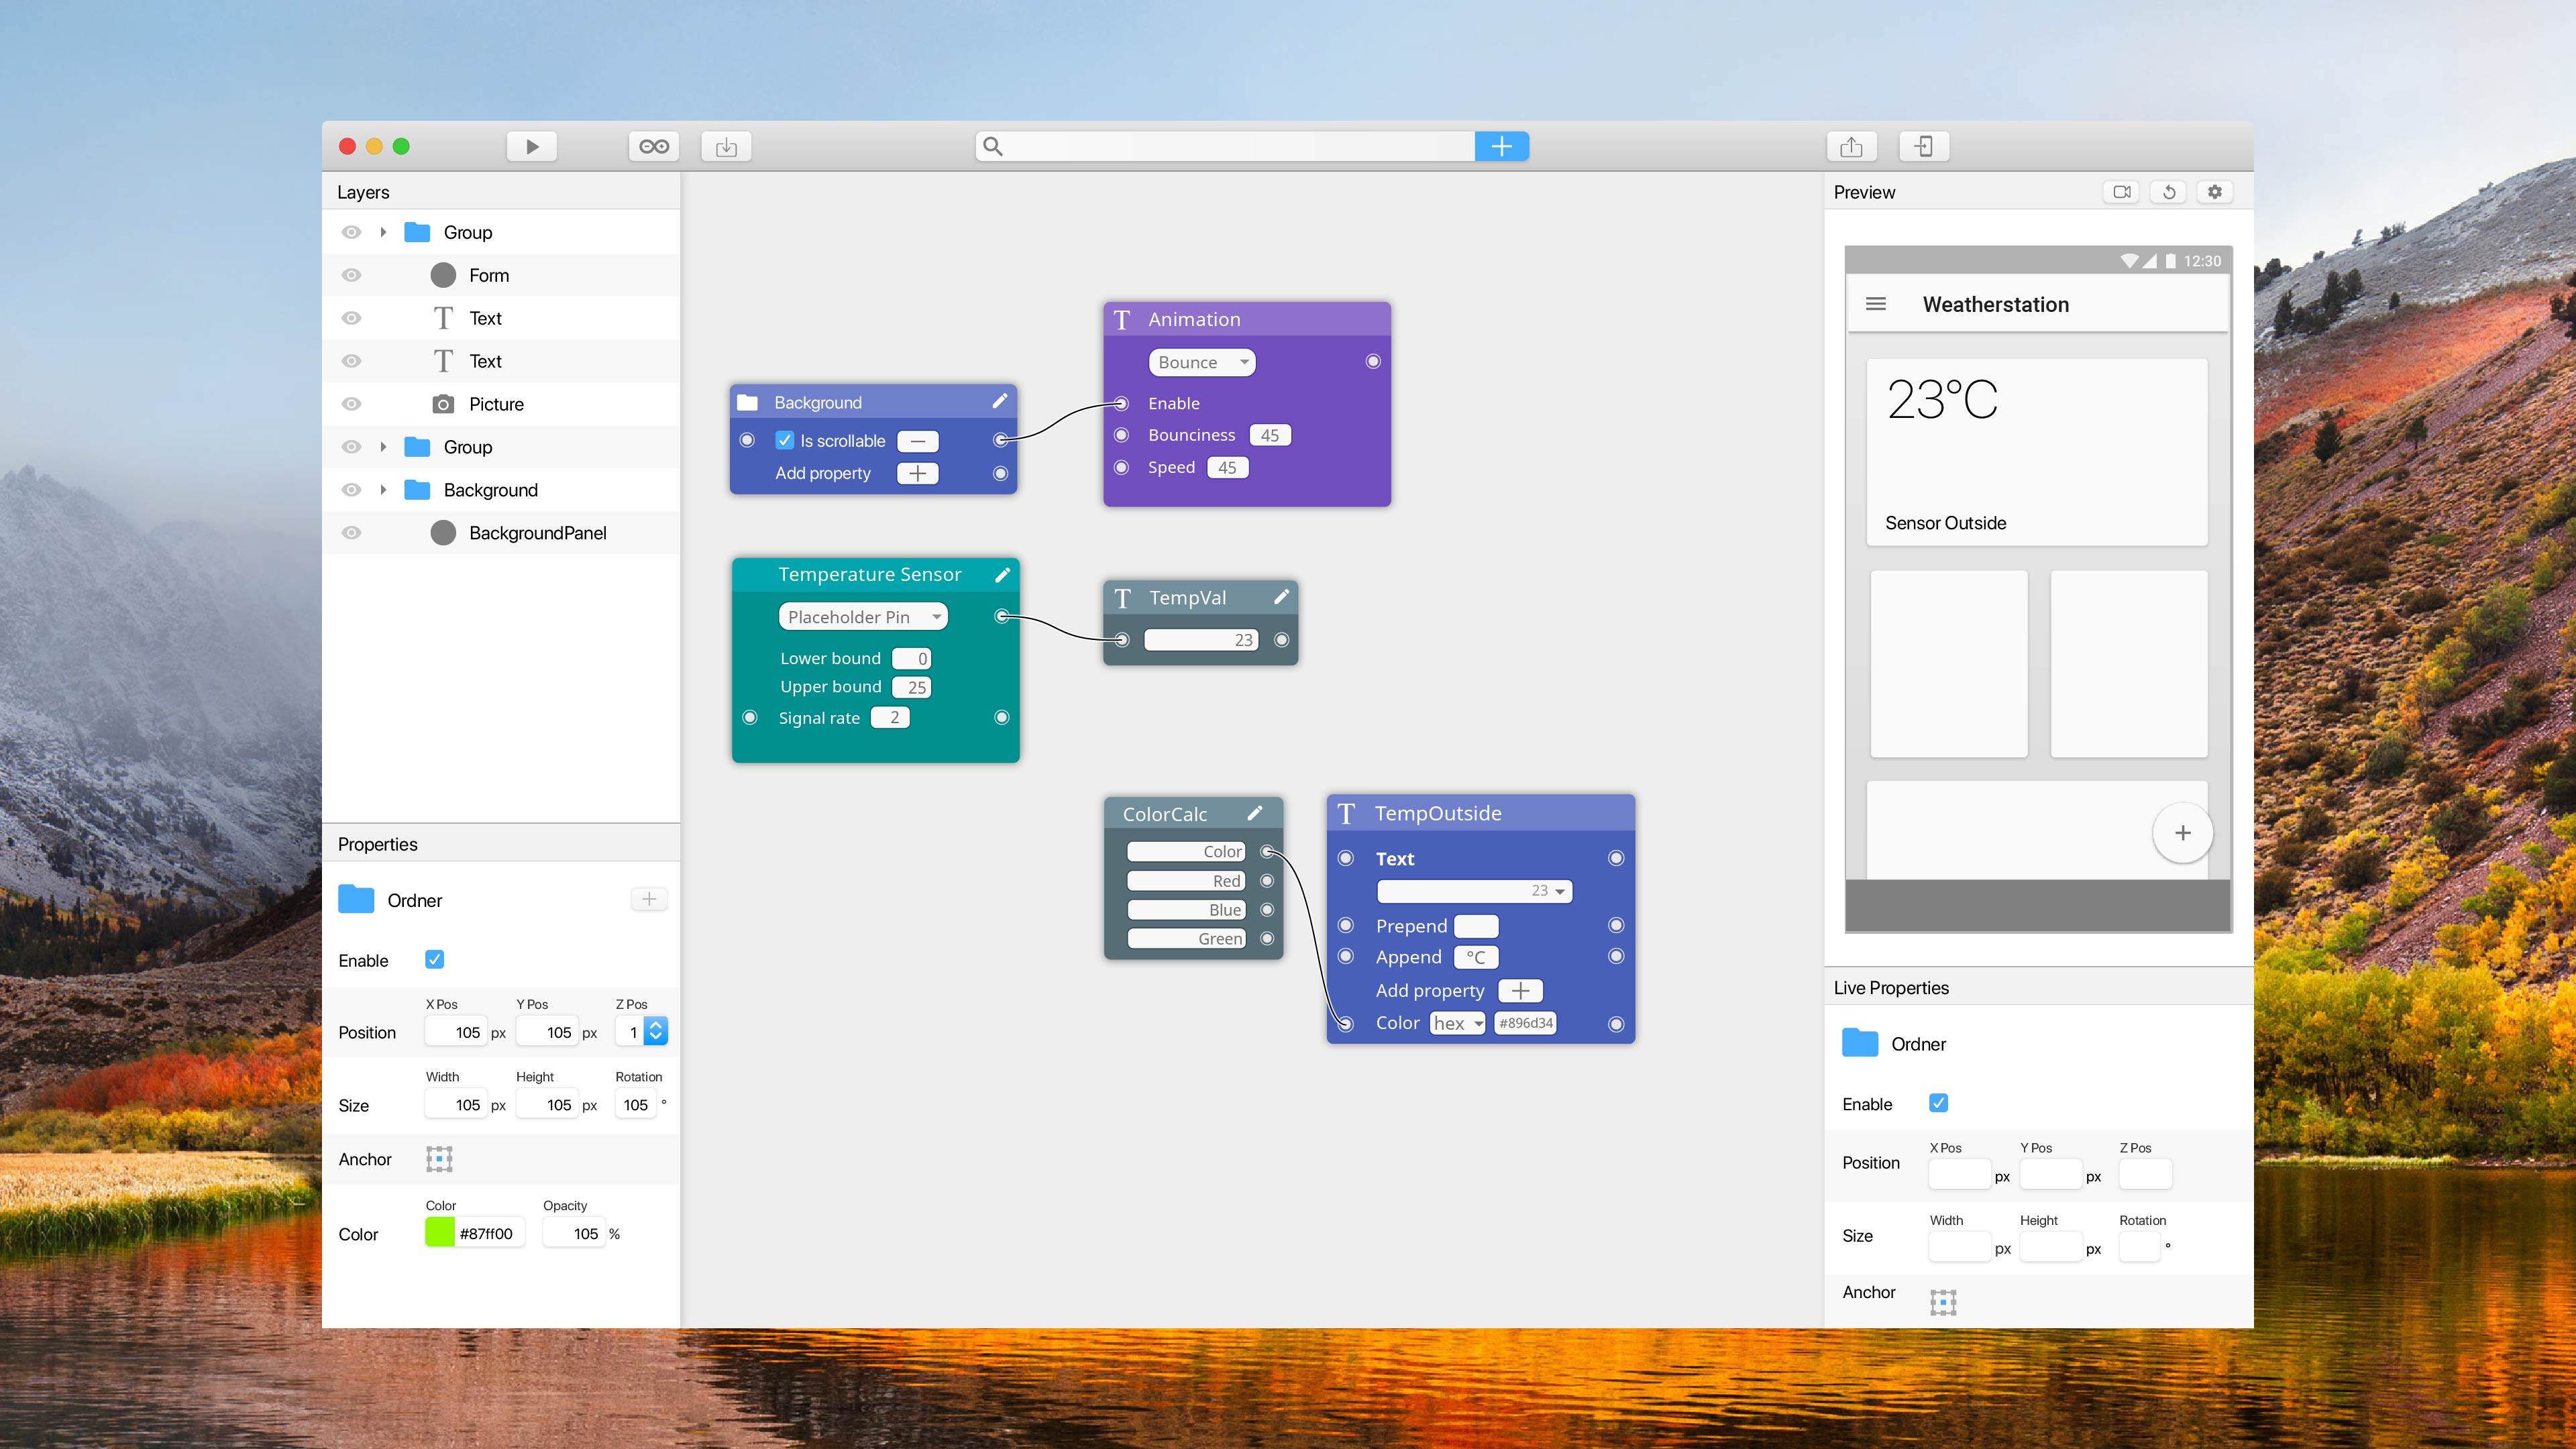 Layers
Group
Form
Text
Text
Picture
Group
Background
BackgroundPanel
Properties
Ordner
Enable
X Pos Y Pos Z Pos
Position 105 px 105 px 1
Width Height Rotation
Size 105 px 105 px 105 °
Anchor
Color Opacity
Color #87ff00 105 %
Background
Is scrollable
Add property
Animation
Bounce
Enable
Bounciness 45
Speed 45
Temperature Sensor
Placeholder Pin
Lower bound 0
Upper bound 25
Signal rate 2
TempVal
23
ColorCalc
Color
Red
Blue
Green
TempOutside
Text
23
Prepend
Append °C
Add property
Color hex #896d34
Preview
12:30
Weatherstation
23°C
Sensor Outside
Live Properties
Ordner
Enable
X Pos Y Pos Z Pos
Position px px
Width Height Rotation
Size px px °
Anchor